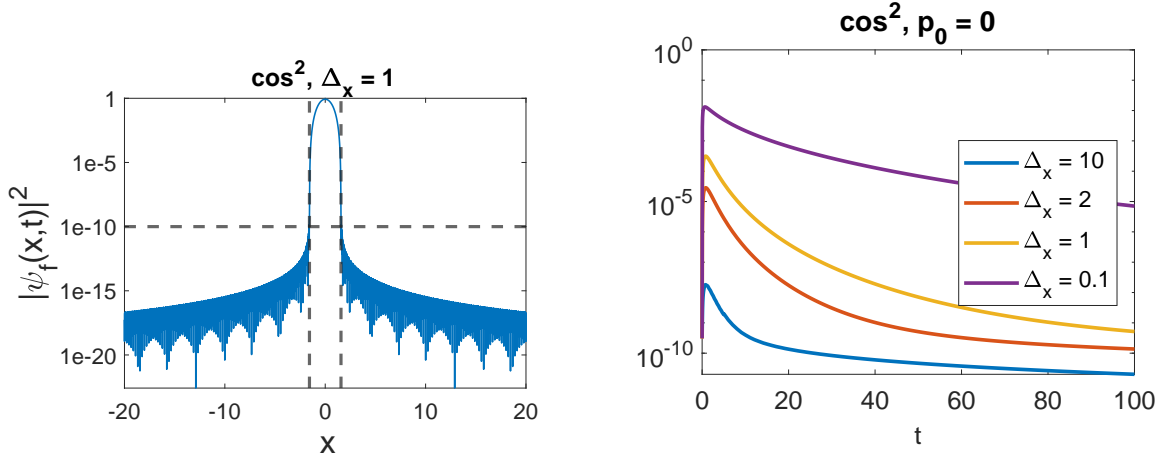 cos², Δₓ = 1
|ψ_f(x,t)|²
1
1e-5
1e-10
1e-15
1e-20
-20
-10
0
10
20
x
cos², p₀ = 0
10⁰
10⁻⁵
10⁻¹⁰
0
20
40
60
80
100
t
Δₓ = 10
Δₓ = 2
Δₓ = 1
Δₓ = 0.1